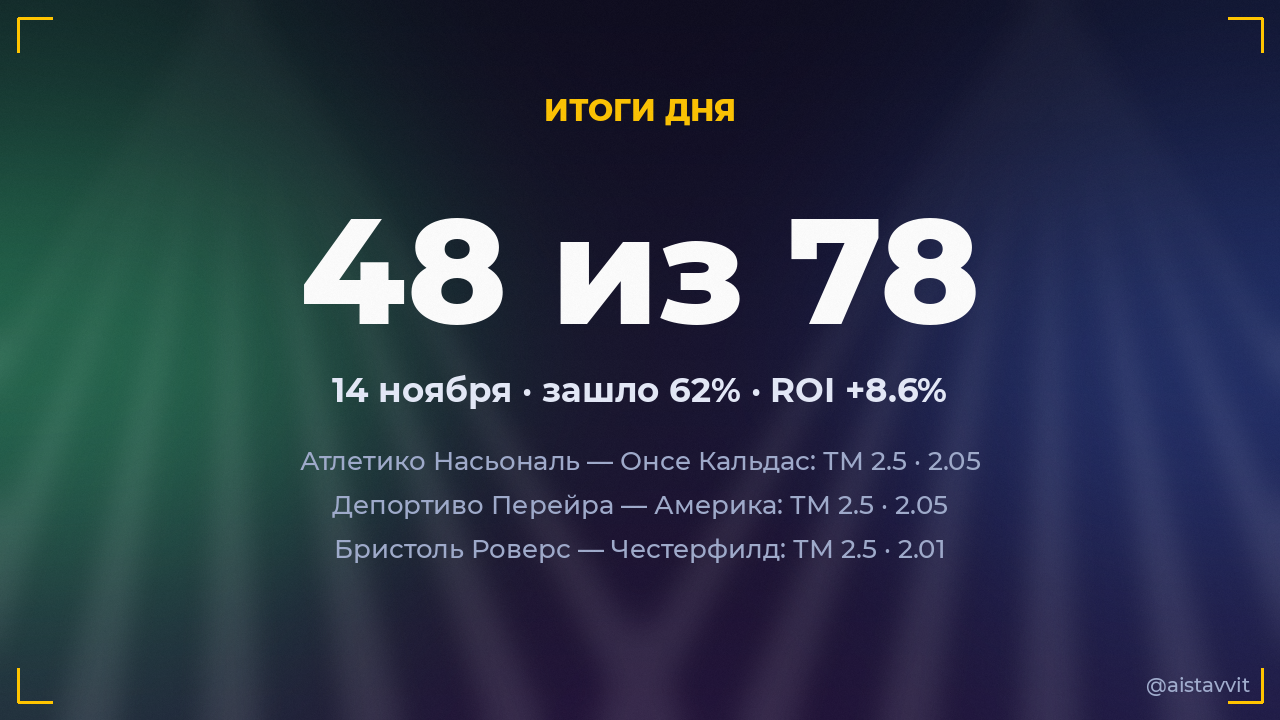 ИТОГИ ДНЯ
48 из 78
14 ноября · зашло 62% · ROI +8.6%
Атлетико Насьональ — Онсе Кальдас: ТМ 2.5 · 2.05
Депортиво Перейра — Америка: ТМ 2.5 · 2.05
Бристоль Роверс — Честерфилд: ТМ 2.5 · 2.01
@aistavvit